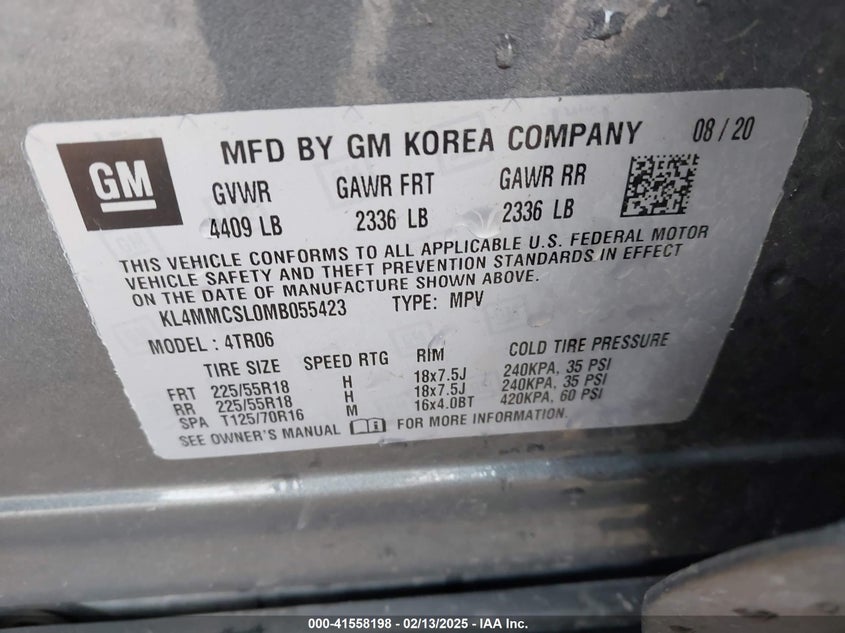 GM
MFD BY GM KOREA COMPANY 08 / 20
GVWR GAWR FRT GAWR RR
4409 LB 2336 LB 2336 LB
THIS VEHICLE CONFORMS TO ALL APPLICABLE U.S. FEDERAL MOTOR
VEHICLE SAFETY AND THEFT PREVENTION STANDARDS IN EFFECT
ON THE DATE OF MANUFACTURE SHOWN ABOVE.
KL4MMCSL0MB055423 TYPE: MPV
MODEL : 4TR06
TIRE SIZE SPEED RTG RIM COLD TIRE PRESSURE
FRT 225/55R18 H 18x7.5J 240KPA, 35 PSI
RR 225/55R18 H 18x7.5J 240KPA, 35 PSI
SPA T125/70R16 M 16x4.0BT 420KPA, 60 PSI
SEE OWNER'S MANUAL FOR MORE INFORMATION.
000-41558198 - 02/13/2025 - IAA Inc.